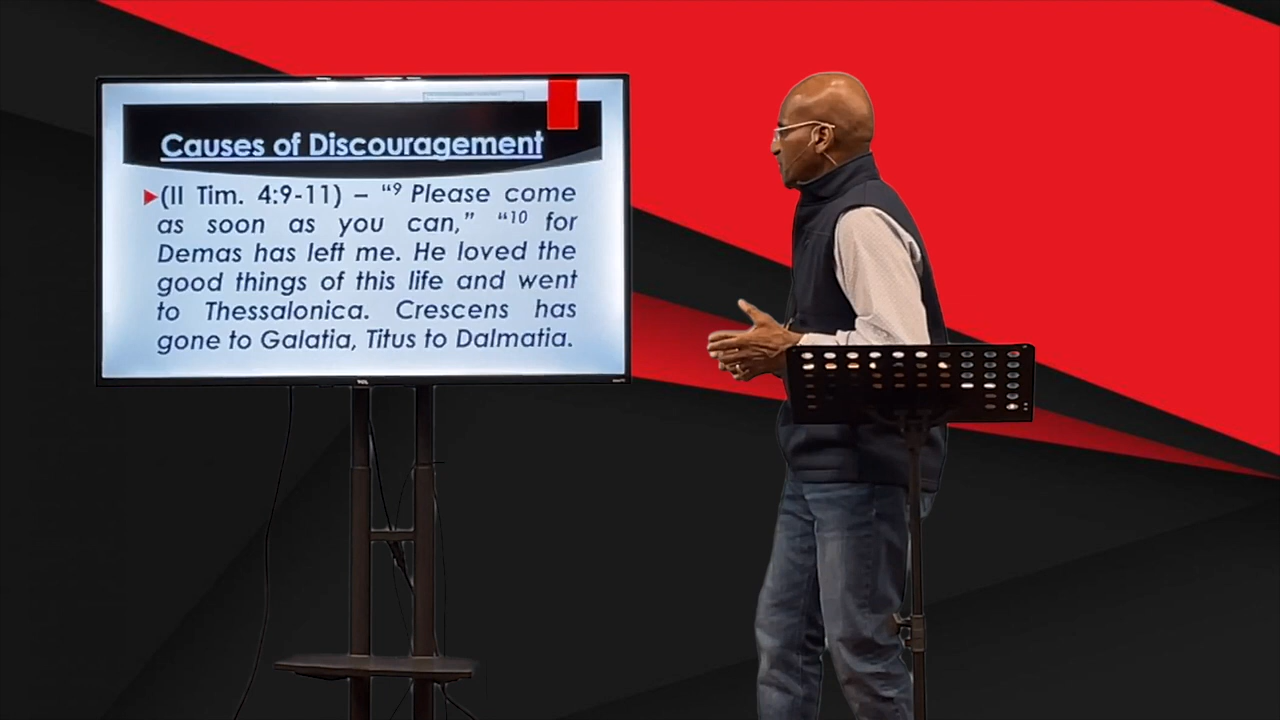 Causes of Discouragement
(II Tim. 4:9-11) – “⁹ Please come
as soon as you can,” “¹⁰ for
Demas has left me. He loved the
good things of this life and went
to Thessalonica. Crescens has
gone to Galatia, Titus to Dalmatia.
TCL